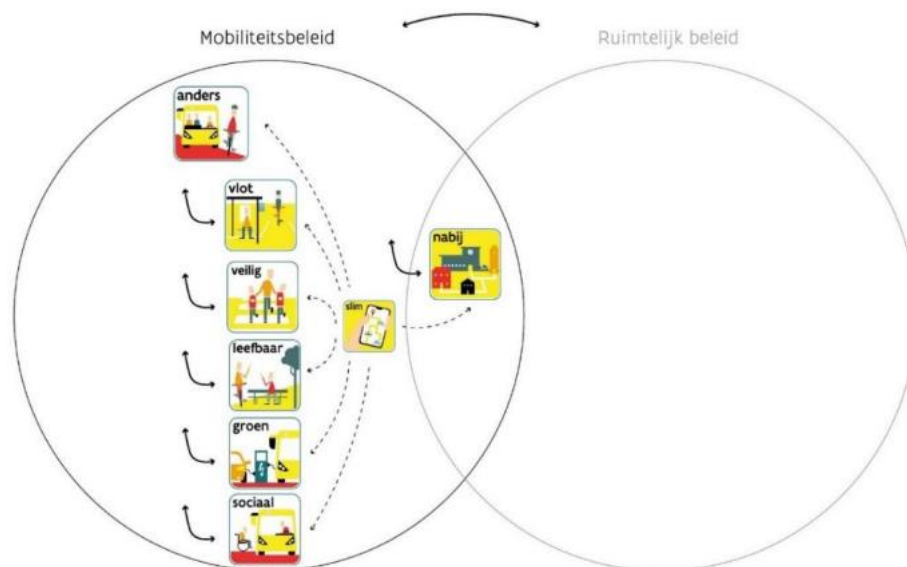 Mobiliteitsbeleid
Ruimtelijk beleid
anders
vlot
nabij
veilig
slim
leefbaar
groen
sociaal